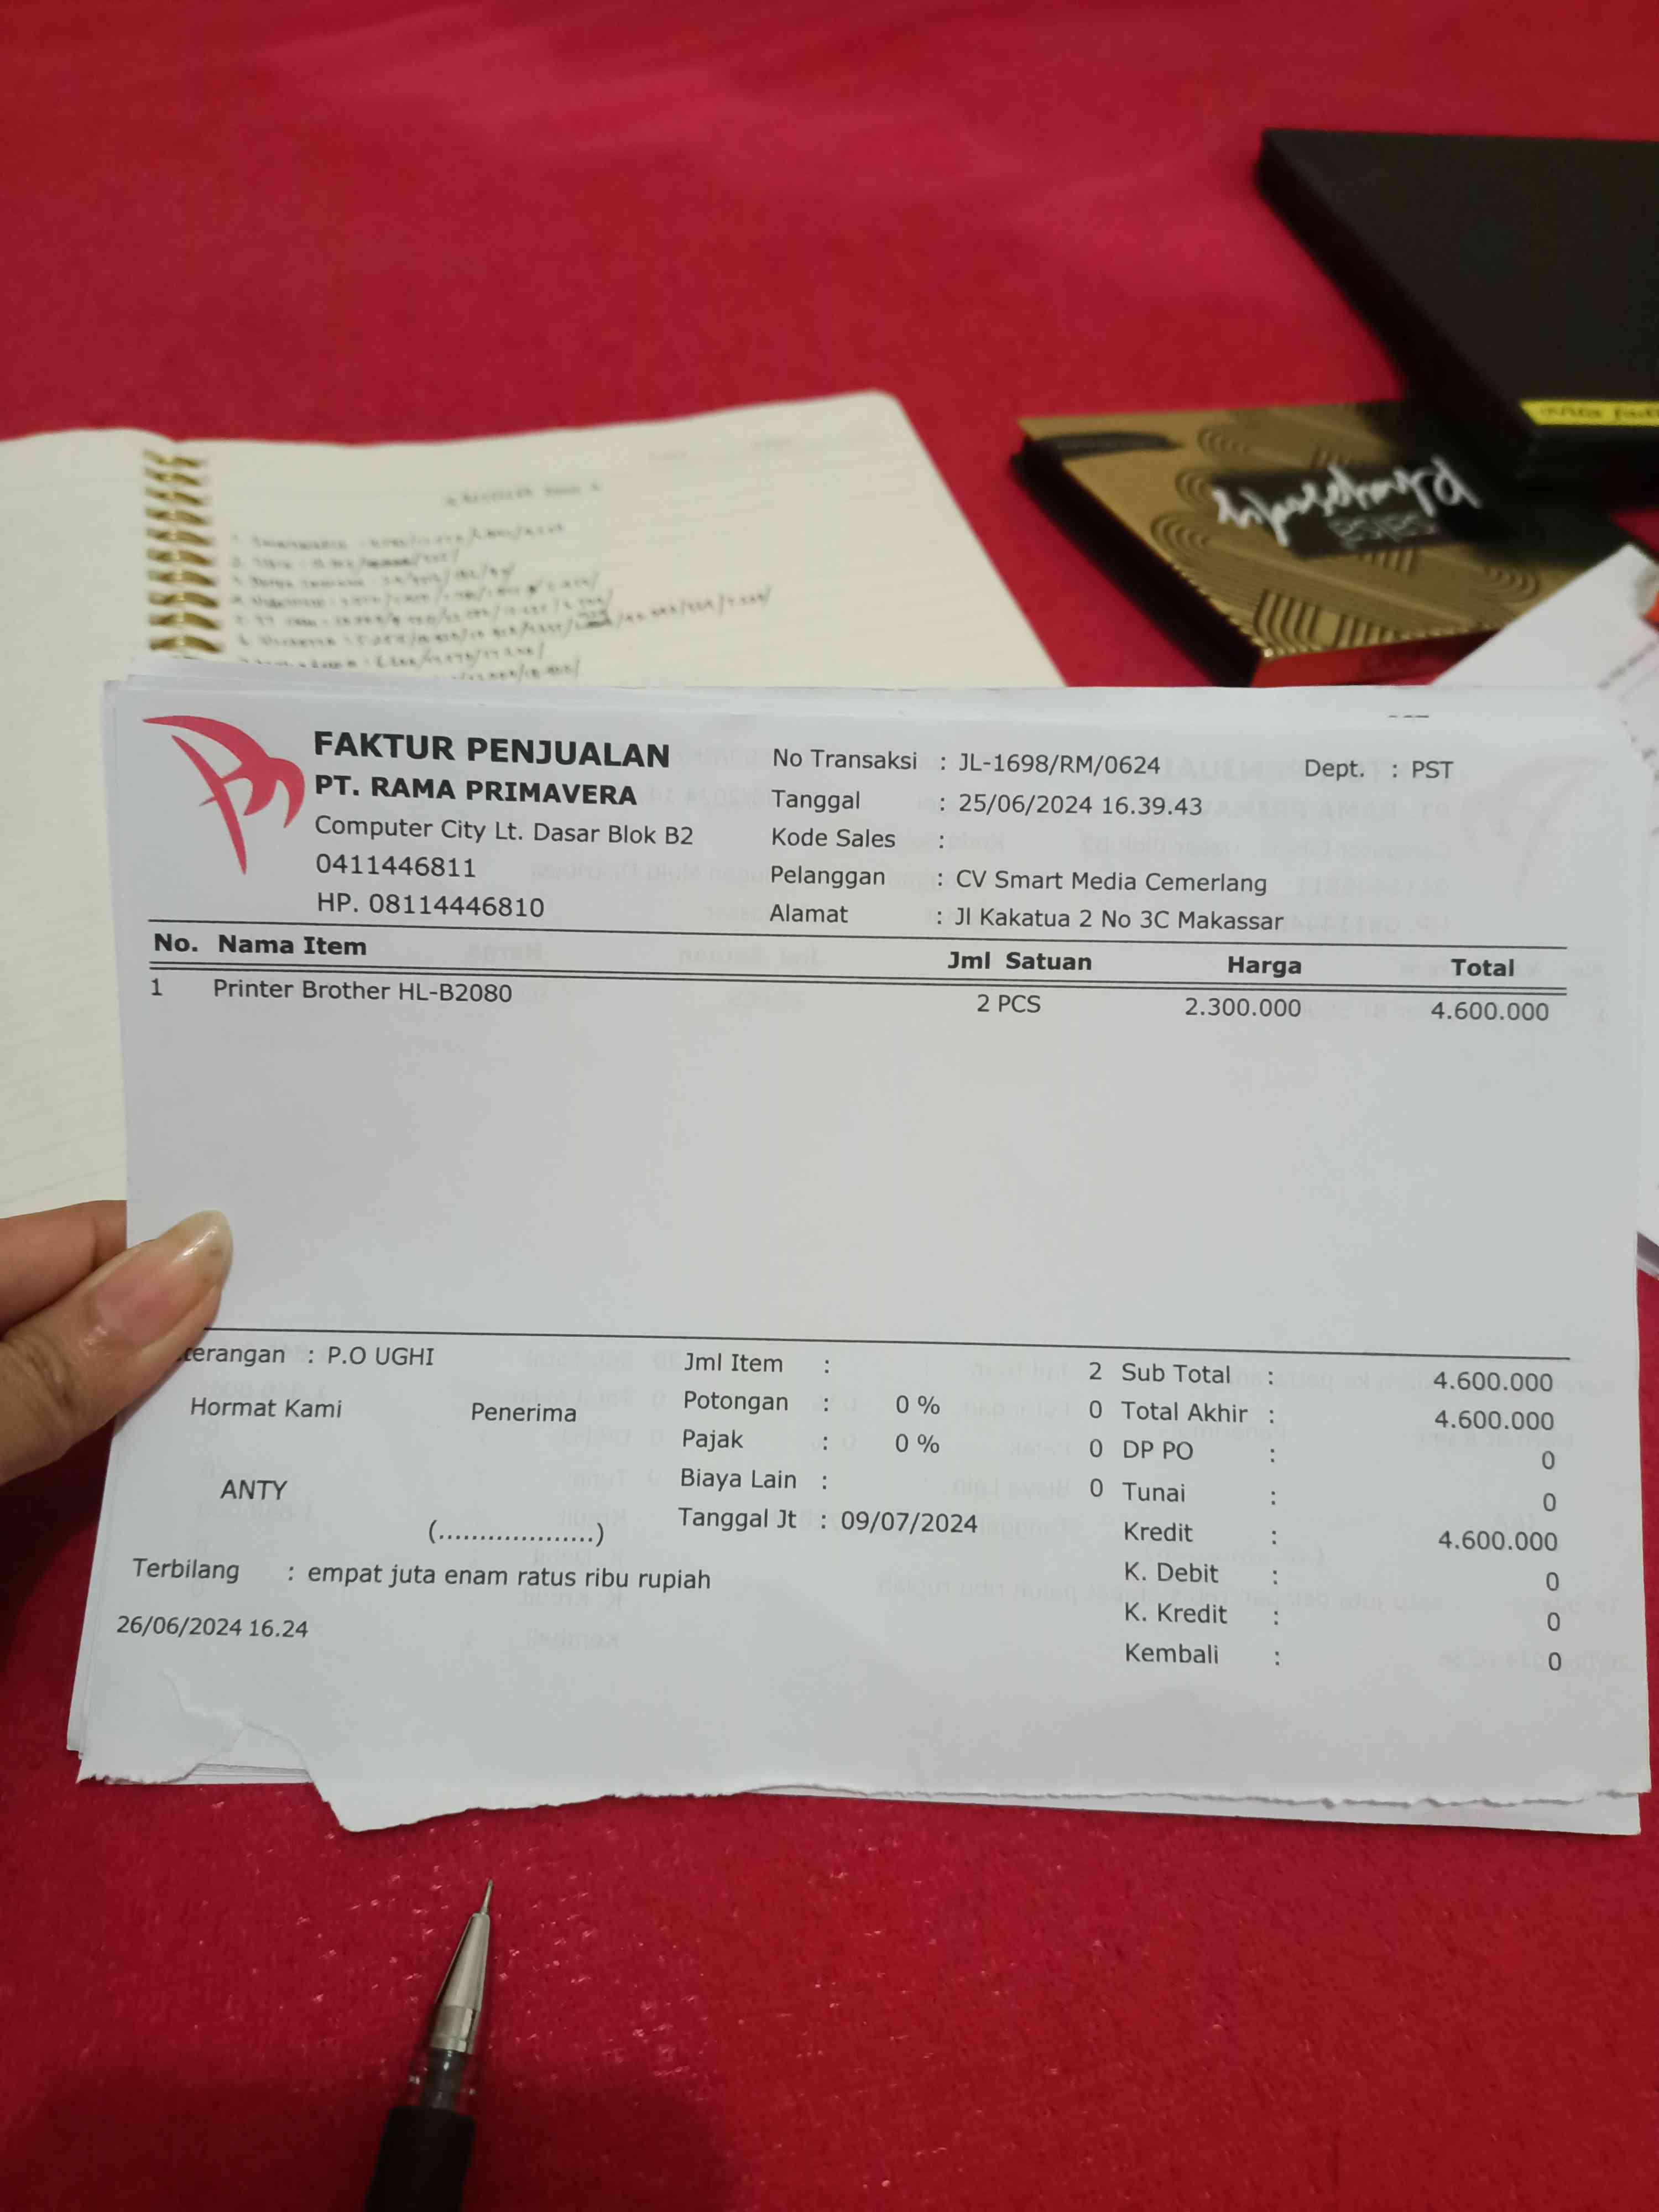 FAKTUR PENJUALAN
PT. RAMA PRIMAVERA
Computer City Lt. Dasar Blok B2
0411446811
HP. 08114446810
No Transaksi : JL-1698/RM/0624 Dept. : PST
Tanggal : 25/06/2024 16.39.43
Kode Sales :
Pelanggan : CV Smart Media Cemerlang
Alamat : Jl Kakatua 2 No 3C Makassar
No. Nama Item Jml Satuan Harga Total
1 Printer Brother HL-B2080 2 PCS 2.300.000 4.600.000
terangan : P.O UGHI
Hormat Kami Penerima
ANTY
(...................)
Jml Item : 2
Potongan : 0 % 0
Pajak : 0 % 0
Biaya Lain : 0
Tanggal Jt : 09/07/2024
Sub Total : 4.600.000
Total Akhir : 4.600.000
DP PO : 0
Tunai : 0
Kredit : 4.600.000
K. Debit : 0
K. Kredit : 0
Kembali : 0
Terbilang : empat juta enam ratus ribu rupiah
26/06/2024 16.24